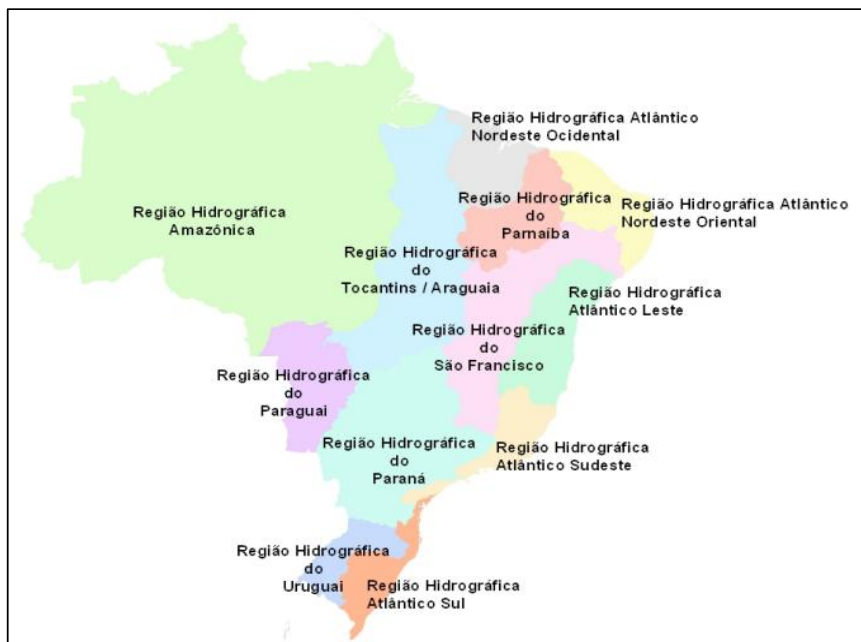 Região Hidrográfica Atlântico
Nordeste Ocidental
Região Hidrográfica
do
Parnaíba
Região Hidrográfica Atlântico
Nordeste Oriental
Região Hidrográfica
Amazônica
Região Hidrográfica
do
Tocantins / Araguaia
Região Hidrográfica
Atlântico Leste
Região Hidrográfica
do
São Francisco
Região Hidrográfica
do
Paraguai
Região Hidrográfica
do
Paraná
Região Hidrográfica
Atlântico Sudeste
Região Hidrográfica
do
Uruguai
Região Hidrográfica
Atlântico Sul